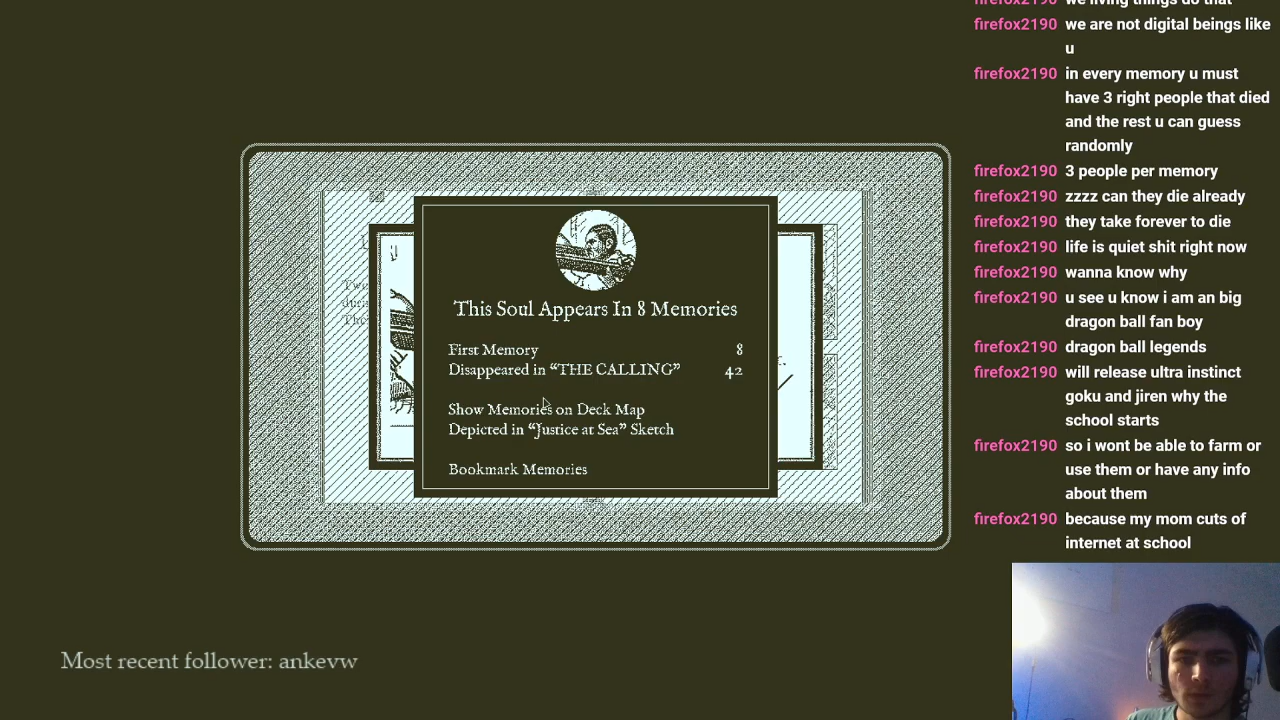 This Soul Appears In 8 Memories
First Memory 8
Disappeared in “THE CALLING” 42
Show Memories on Deck Map
Depicted in “Justice at Sea” Sketch
Bookmark Memories
Most recent follower: ankevw
firefox2190 we living things do that
firefox2190 we are not digital beings like
u
firefox2190 in every memory u must
have 3 right people that died
and the rest u can guess
randomly
firefox2190 3 people per memory
firefox2190 zzzz can they die already
firefox2190 they take forever to die
firefox2190 life is quiet shit right now
firefox2190 wanna know why
firefox2190 u see u know i am an big
dragon ball fan boy
firefox2190 dragon ball legends
firefox2190 will release ultra instinct
goku and jiren why the
school starts
firefox2190 so i wont be able to farm or
use them or have any info
about them
firefox2190 because my mom cuts of
internet at school